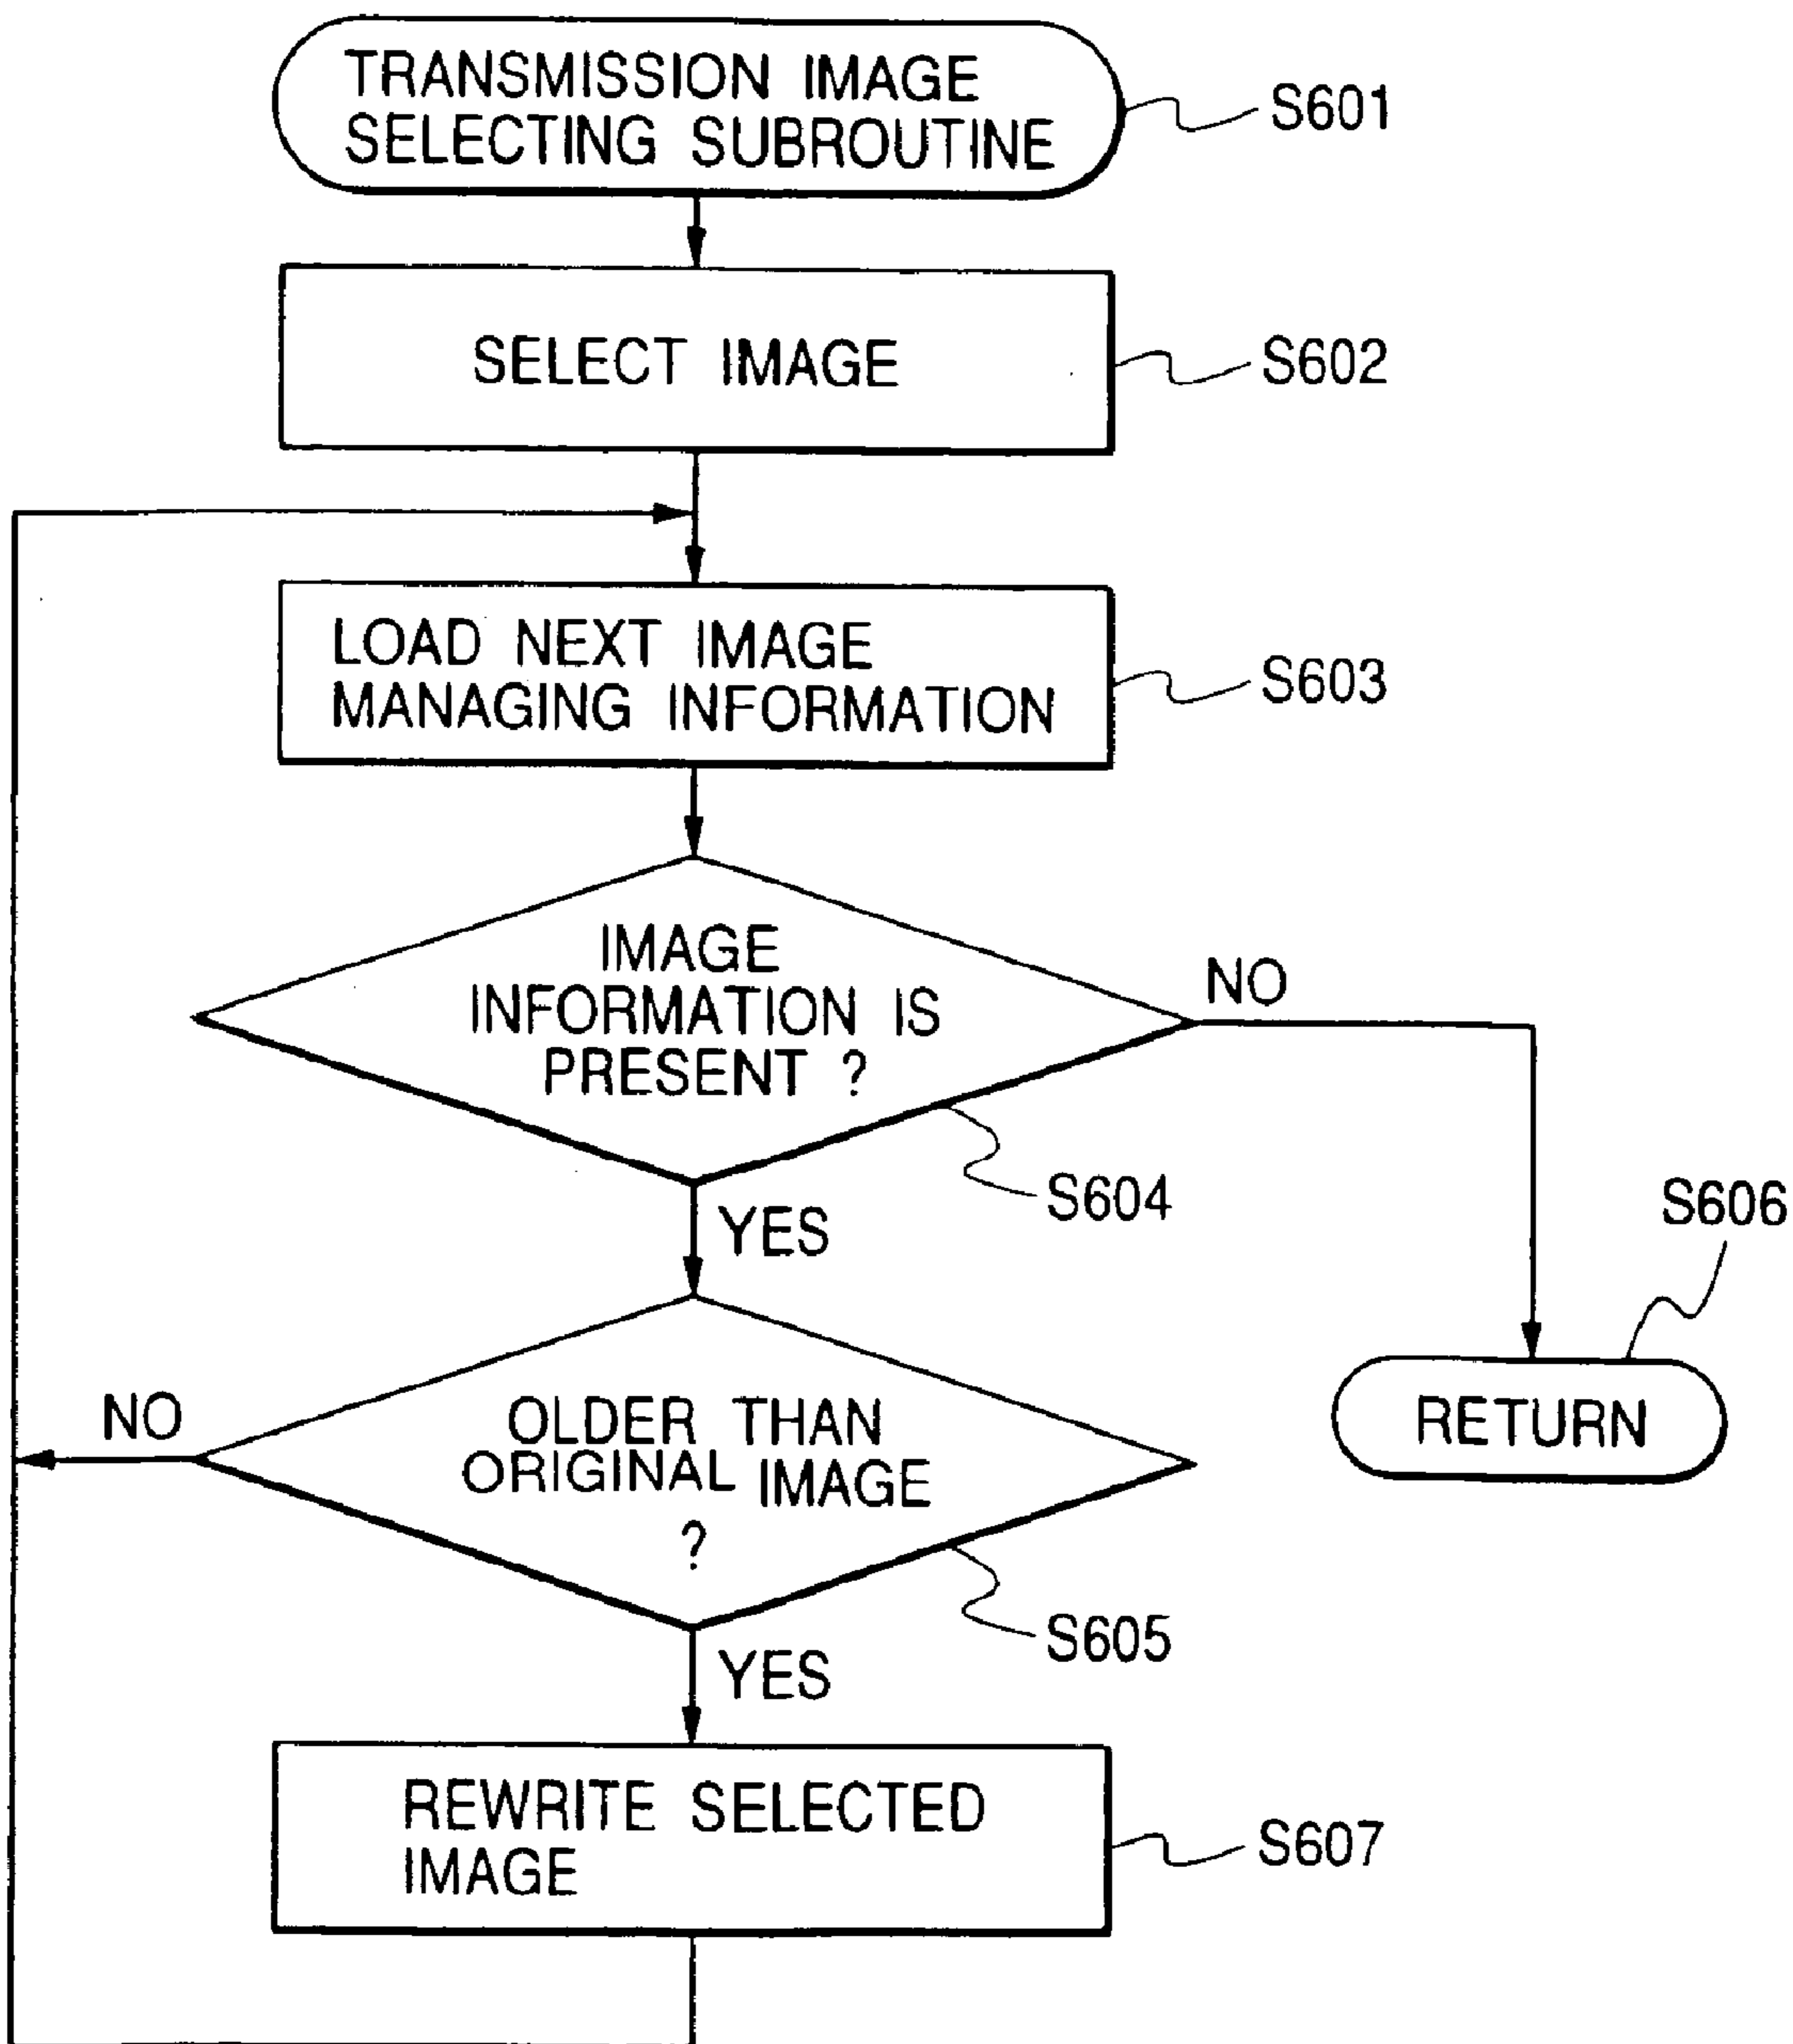 TRANSMISSION IMAGE
SELECTING SUBROUTINE
S601
SELECT IMAGE
S602
LOAD NEXT IMAGE
MANAGING INFORMATION
S603
IMAGE
INFORMATION IS
PRESENT ?
NO
S604
YES
S606
RETURN
OLDER THAN
ORIGINAL IMAGE
?
NO
S605
YES
REWRITE SELECTED
IMAGE
S607